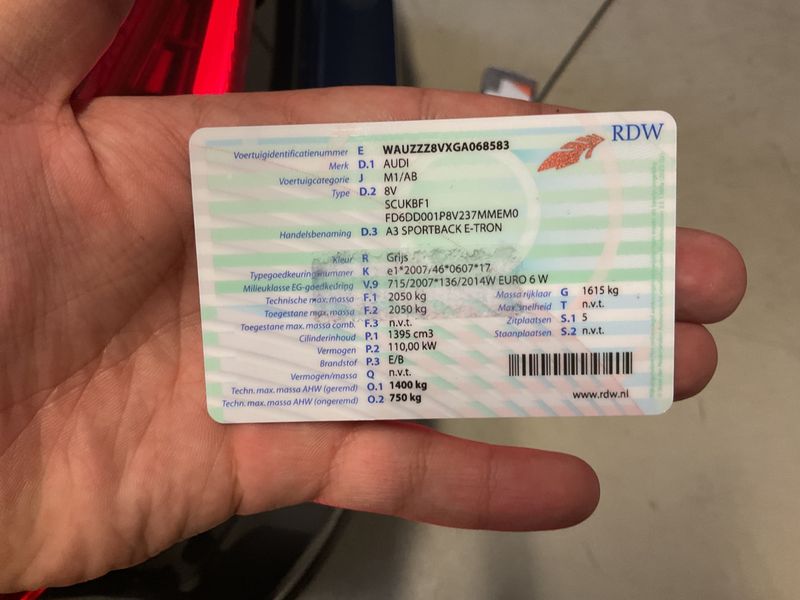 RDW
Voertuigidentificatienummer E WAUZZZ8VXGA068583
Merk D.1 AUDI
Voertuigcategorie J M1/AB
Type D.2 8V
SCUKBF1
FD6DD001P8V237MMEM0
Handelsbenaming D.3 A3 SPORTBACK E-TRON
Kleur R Grijs
Typegoedkeuringsnummer K e1*2007/46*0607*17
Milieuklasse EG-goedkeuring V.9 715/2007*136/2014W EURO 6 W
Technische max. massa F.1 2050 kg
Massa rijklaar G 1615 kg
Toegestane max. massa F.2 2050 kg
Max. snelheid T n.v.t.
Toegestane max. massa comb. F.3 n.v.t.
Zitplaatsen S.1 5
Cilinderinhoud P.1 1395 cm3
Staanplaatsen S.2 n.v.t.
Vermogen P.2 110,00 kW
Brandstof P.3 E/B
Vermogen/massa Q n.v.t.
Techn. max. massa AHW (geremd) O.1 1400 kg
Techn. max. massa AHW (ongeremd) O.2 750 kg
www.rdw.nl